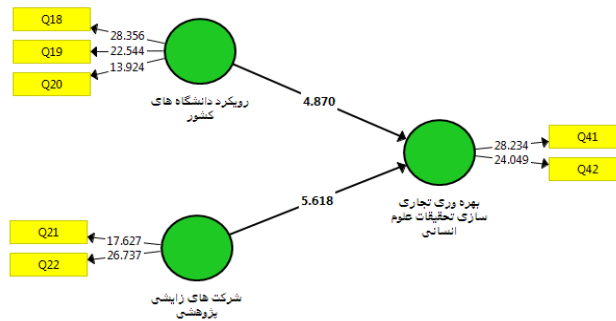 Q18
Q19
Q20
28.356
22.544
13.924
رویکرد دانشگاه های
کشور
4.870
Q21
Q22
17.627
26.737
شرکت های زایشی
پژوهشی
5.618
بهره وری تجاری
سازی تحقیقات علوم
انسانی
28.234
24.049
Q41
Q42